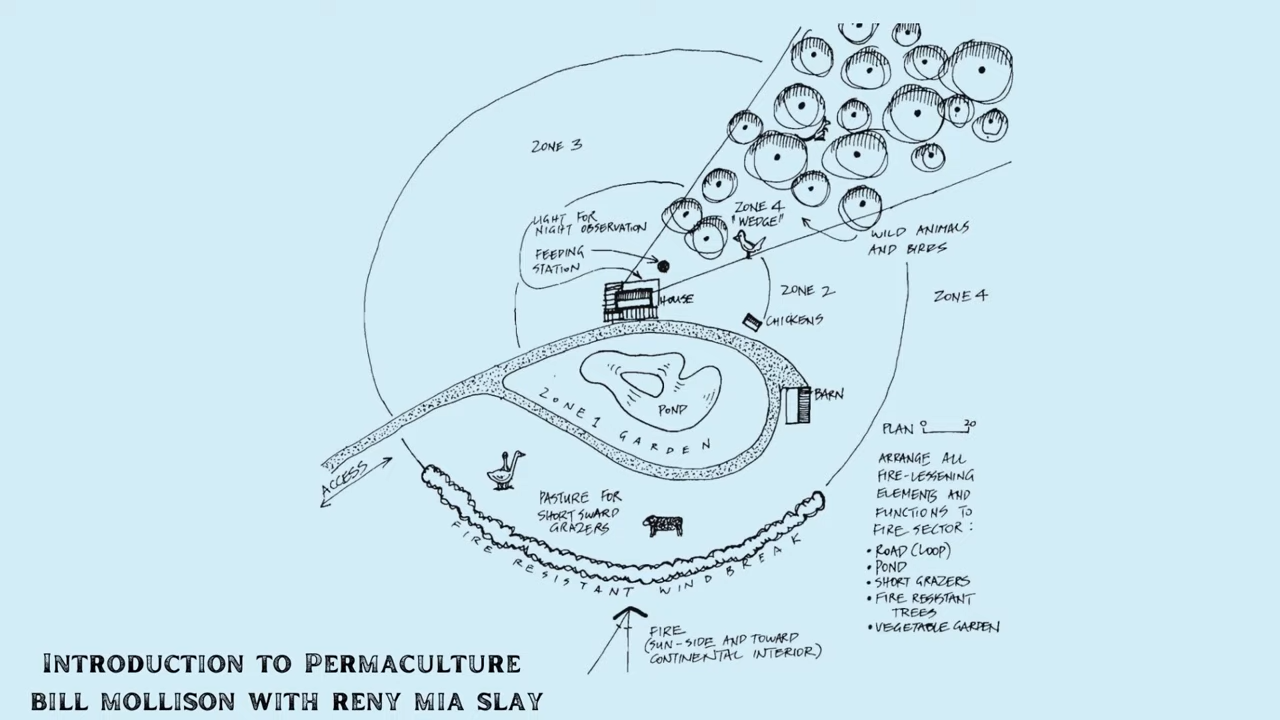 ZONE 3
LIGHT FOR
NIGHT OBSERVATION
FEEDING
STATION
HOUSE
ZONE 4
"WEDGE"
WILD ANIMALS
AND BIRDS
ZONE 2
ZONE 4
CHICKENS
BARN
POND
ZONE 1 GARDEN
ACCESS
PASTURE FOR
SHORT SWARD
GRAZERS
FIRE RESISTANT WINDBREAK
PLAN 0 20
ARRANGE ALL
FIRE-LESSENING
ELEMENTS AND
FUNCTIONS TO
FIRE SECTOR:
• ROAD (LOOP)
• POND
• SHORT GRAZERS
• FIRE RESISTANT
TREES
• VEGETABLE GARDEN
FIRE
(SUN-SIDE AND TOWARD
CONTINENTAL INTERIOR)
INTRODUCTION TO PERMACULTURE
BILL MOLLISON WITH RENY MIA SLAY